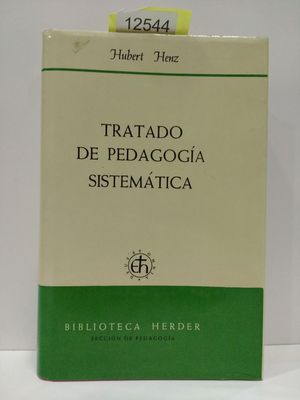 12544
Hubert Henz
TRATADO
DE PEDAGOGÍA
SISTEMÁTICA
BIBLIOTECA HERDER
SECCIÓN DE PEDAGOGÍA